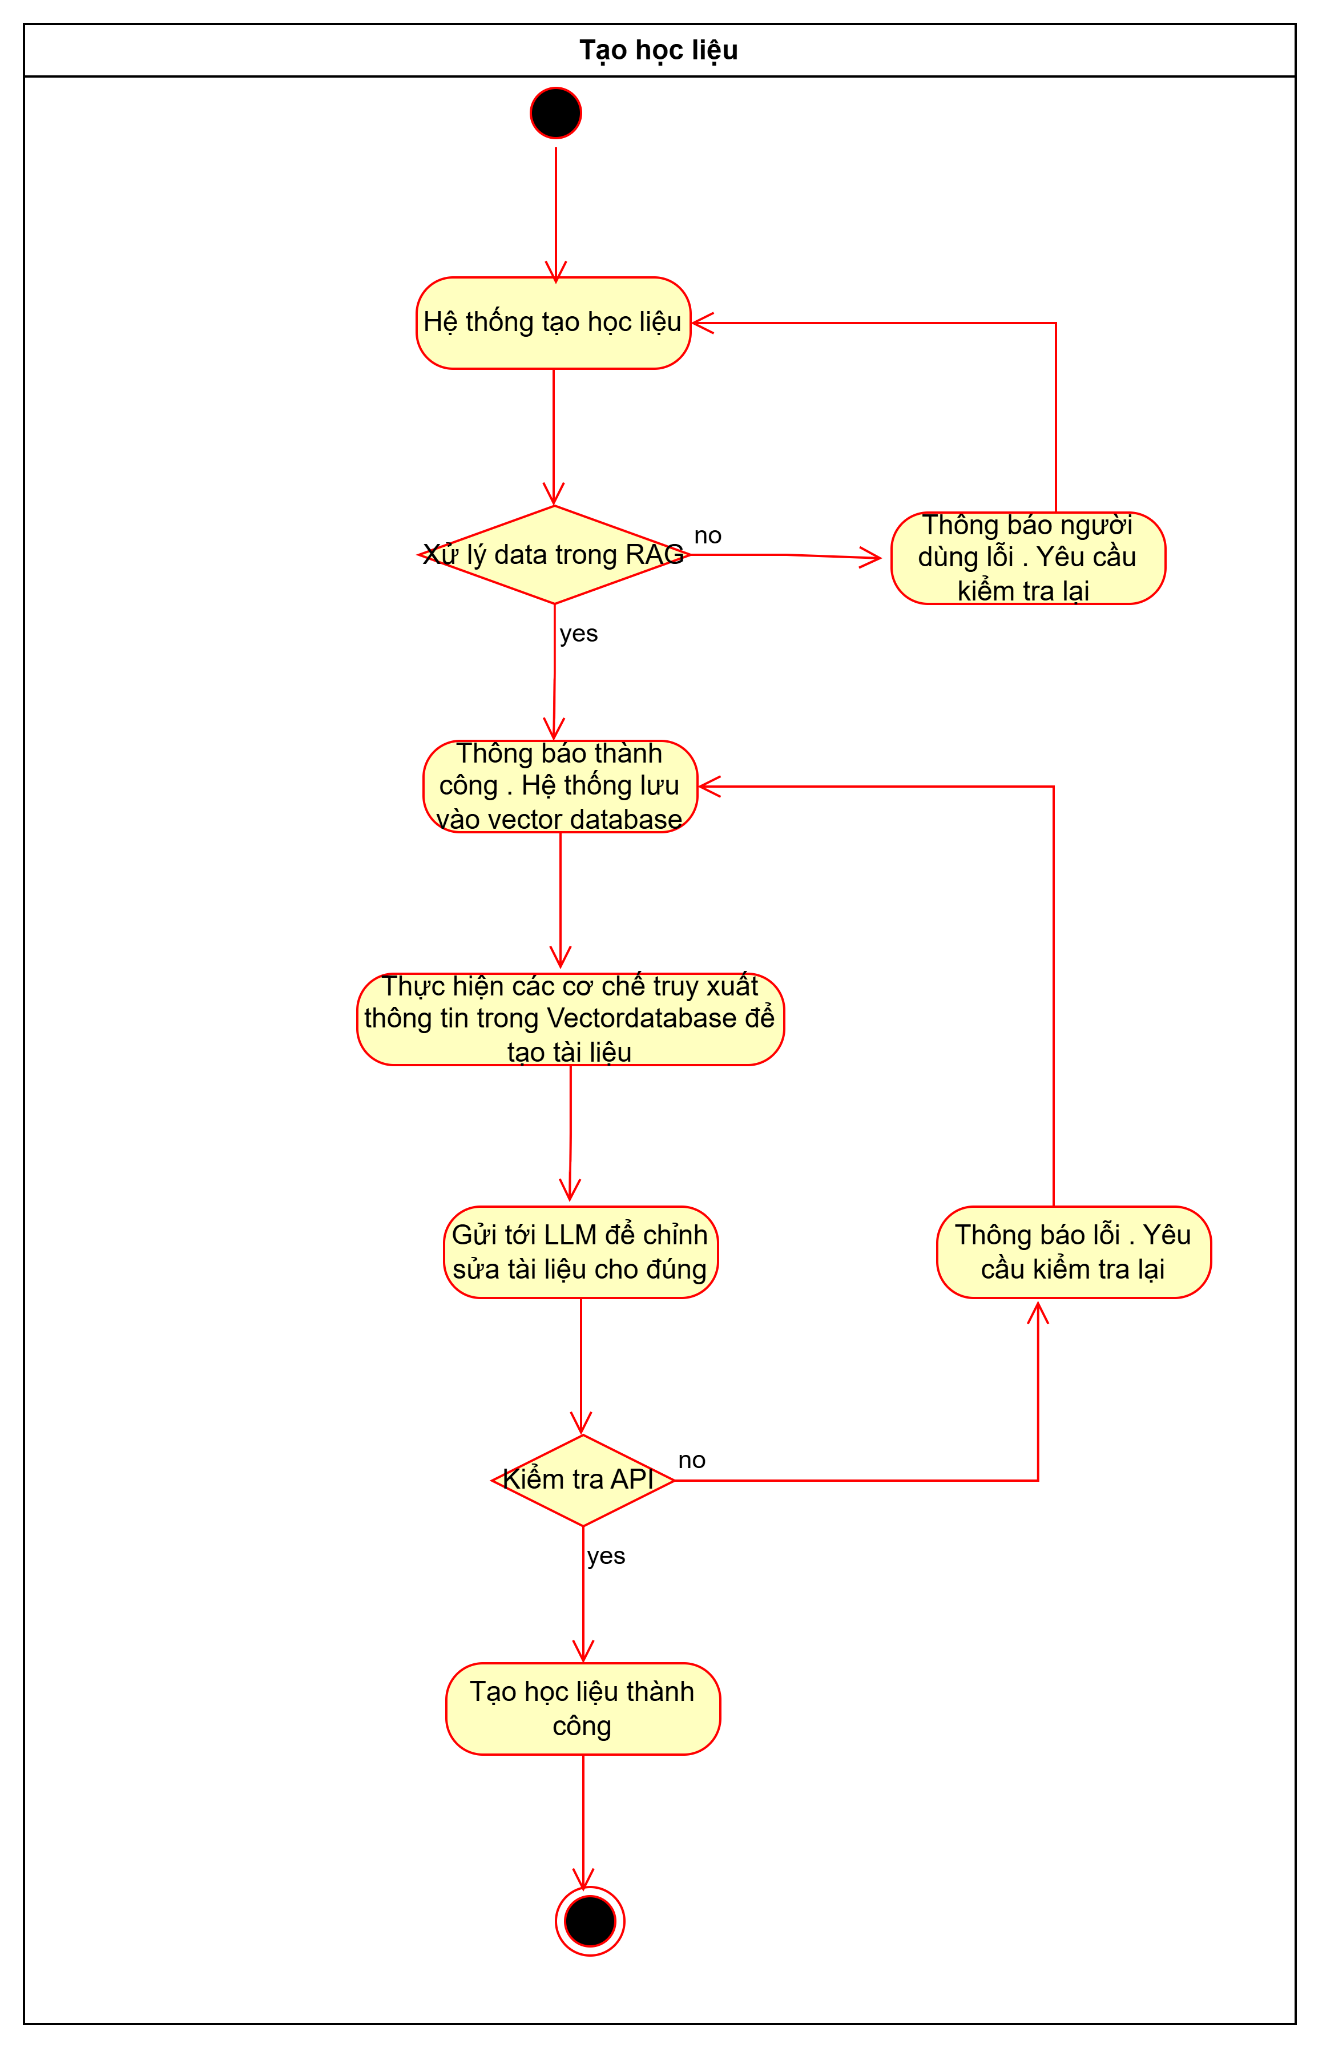 Tạo học liệu
Hệ thống tạo học liệu
Xử lý data trong RAG
no
Thông báo người
dùng lỗi . Yêu cầu
kiểm tra lại
yes
Thông báo thành
công . Hệ thống lưu
vào vector database
Thực hiện các cơ chế truy xuất
thông tin trong Vectordatabase để
tạo tài liệu
Gửi tới LLM để chỉnh
sửa tài liệu cho đúng
Thông báo lỗi . Yêu
cầu kiểm tra lại
Kiểm tra API
no
yes
Tạo học liệu thành
công